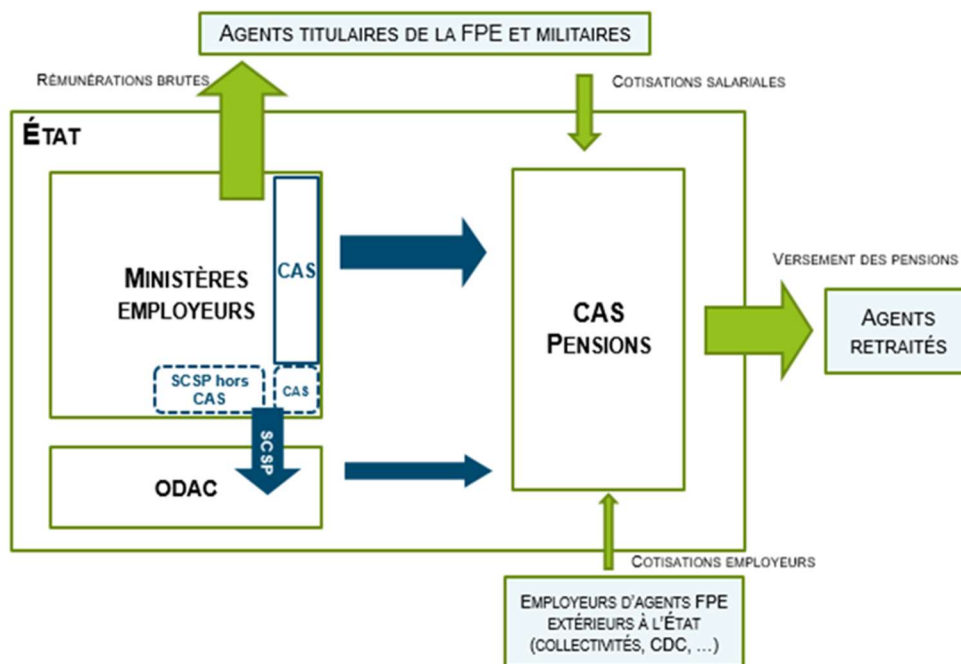 AGENTS TITULAIRES DE LA FPE ET MILITAIRES
RÉMUNÉRATIONS BRUTES
COTISATIONS SALARIALES
ÉTAT
MINISTÈRES
EMPLOYEURS
CAS
SCSP hors
CAS
CAS
SCSP
ODAC
CAS
PENSIONS
VERSEMENT DES PENSIONS
AGENTS
RETRAITÉS
COTISATIONS EMPLOYEURS
EMPLOYEURS D'AGENTS FPE
EXTÉRIEURS À L'ÉTAT
(COLLECTIVITÉS, CDC, ...)